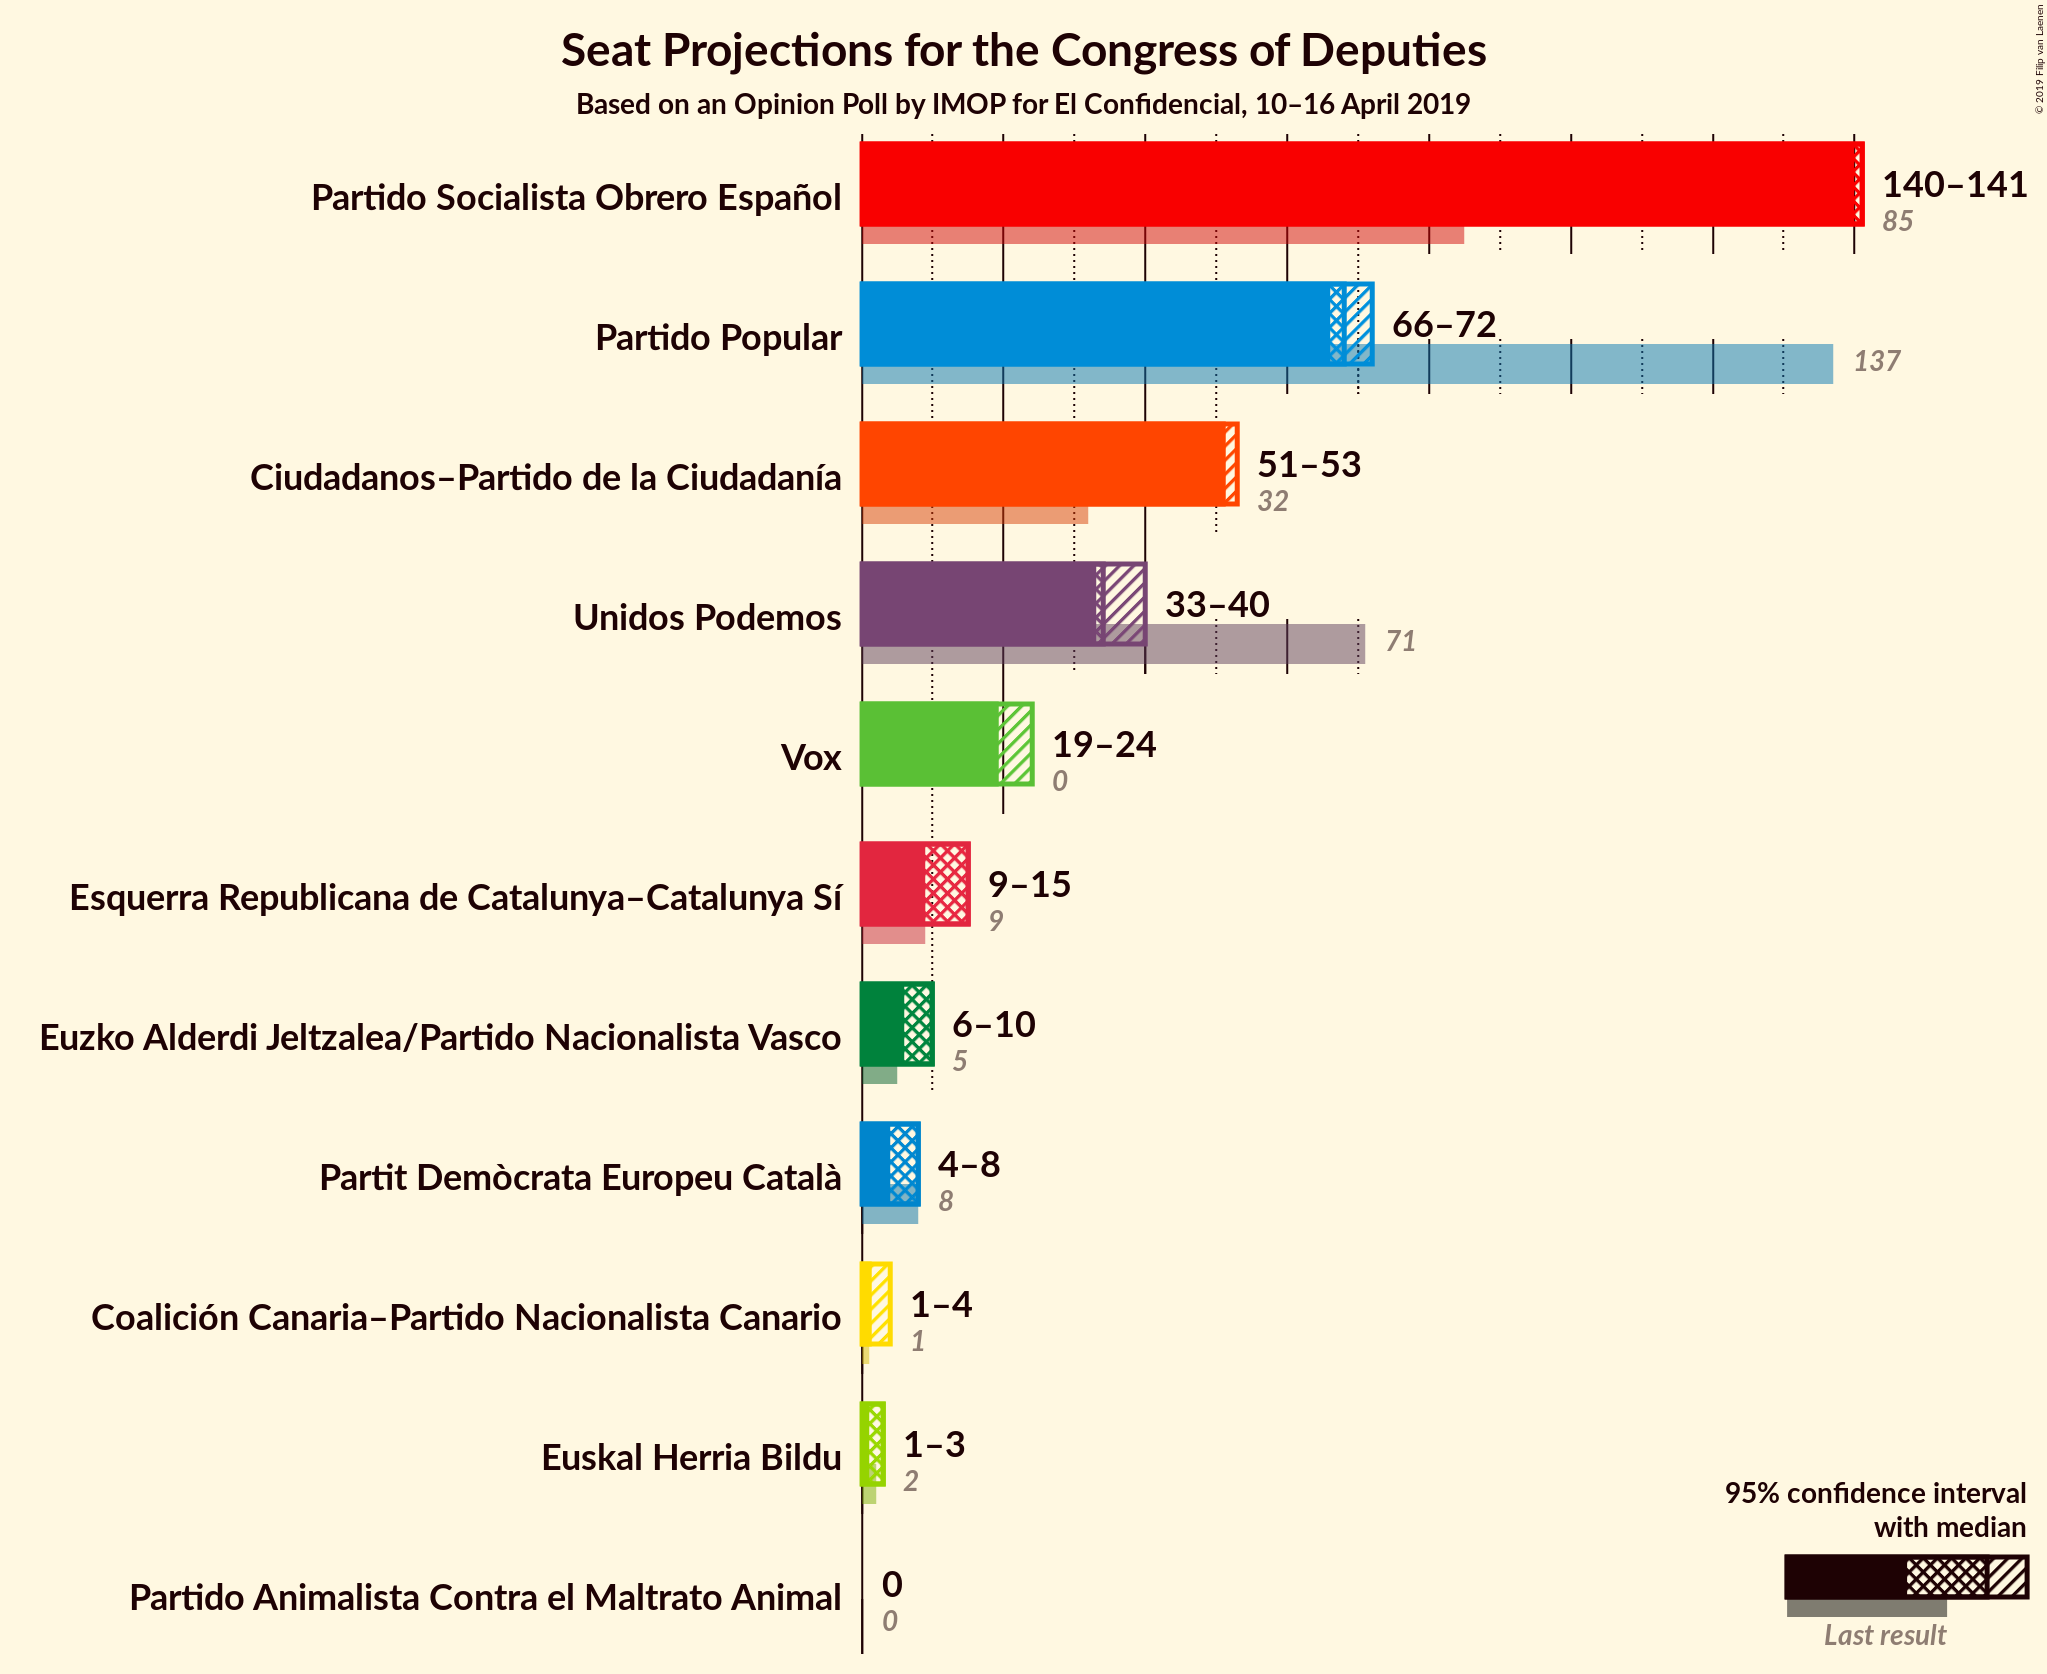 Seat Projections for the Congress of Deputies
Based on an Opinion Poll by IMOP for El Confidencial, 10–16 April 2019
© 2019 Filip van Laenen
Partido Socialista Obrero Español
140–141
85
Partido Popular
66–72
137
Ciudadanos–Partido de la Ciudadanía
51–53
32
Unidos Podemos
33–40
71
Vox
19–24
0
Esquerra Republicana de Catalunya–Catalunya Sí
9–15
9
Euzko Alderdi Jeltzalea/Partido Nacionalista Vasco
6–10
5
Partit Demòcrata Europeu Català
4–8
8
Coalición Canaria–Partido Nacionalista Canario
1–4
1
Euskal Herria Bildu
1–3
2
Partido Animalista Contra el Maltrato Animal
0
0
95% confidence interval
with median
Last result